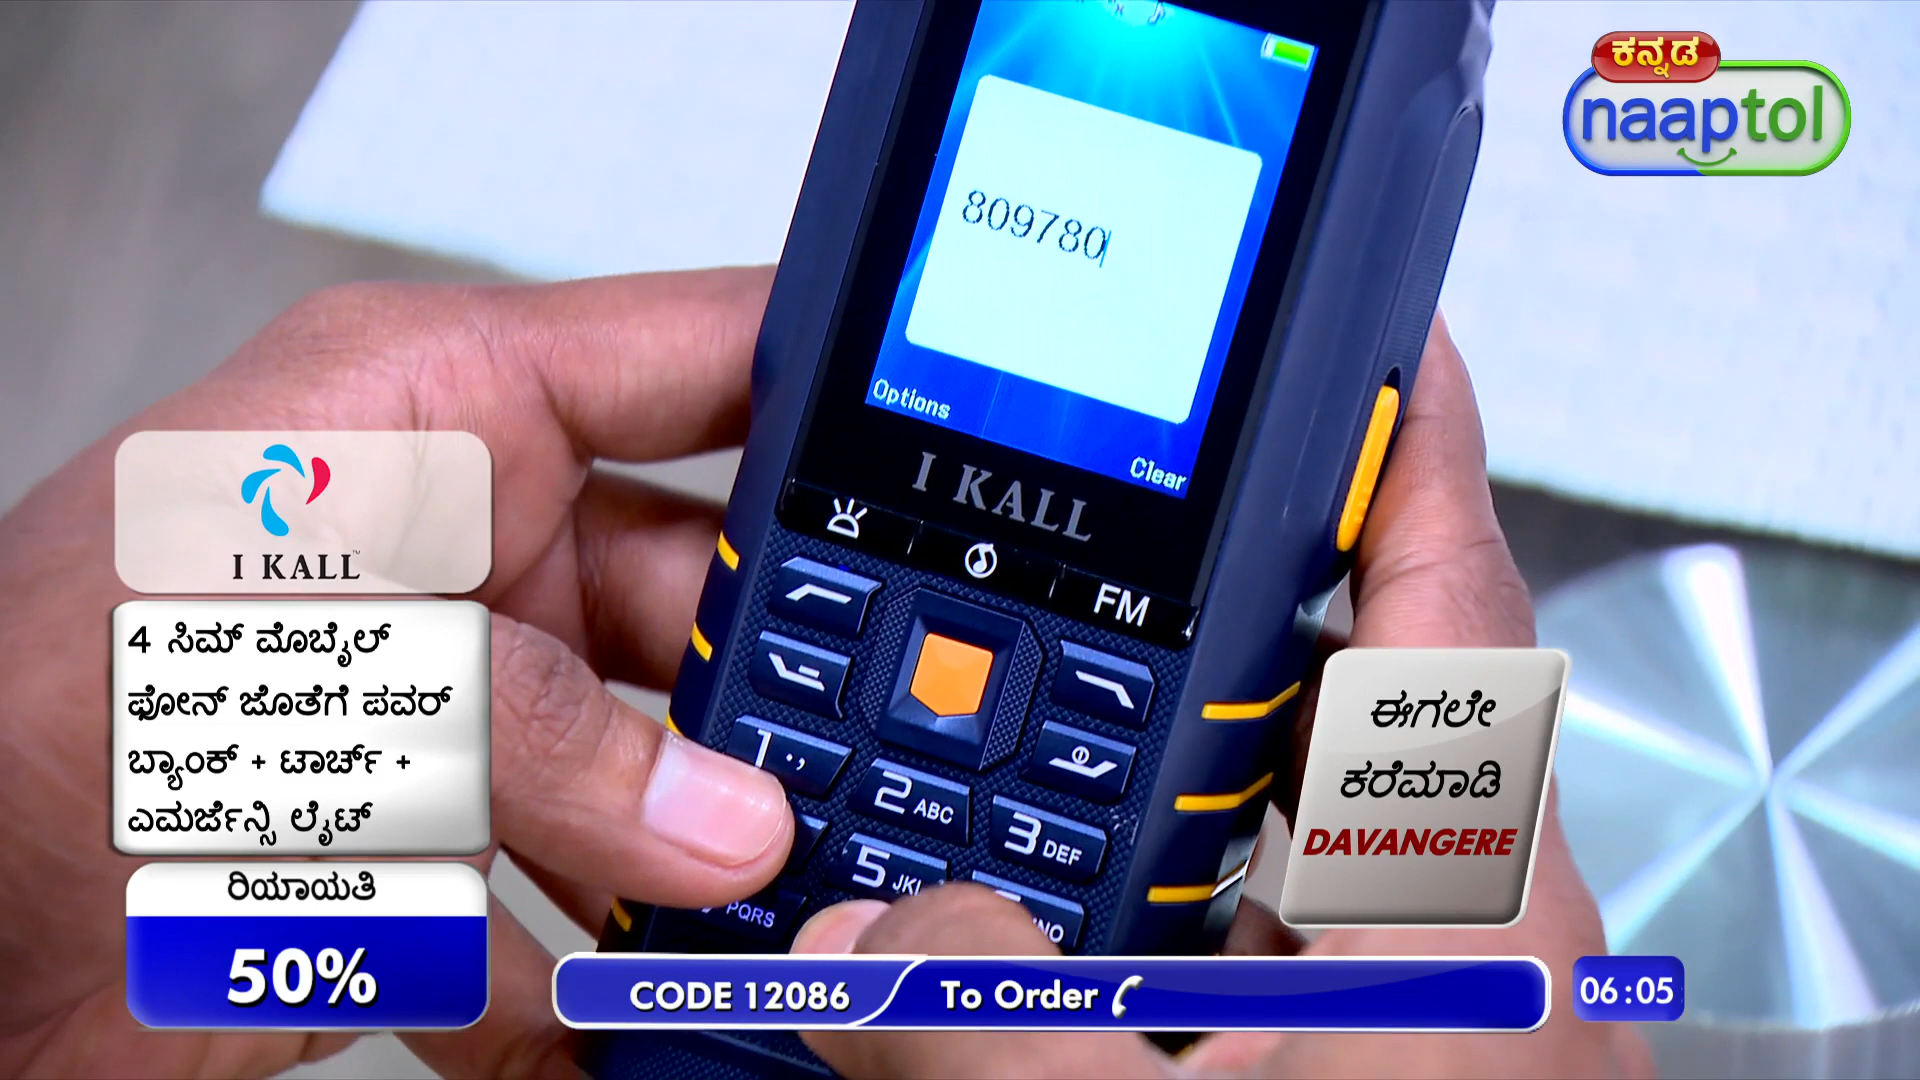 ಕನ್ನಡ
naaptol
809780
Options
Clear
I KALL
FM
1 .,
2 ABC
3 DEF
5 JKL
PQRS
I KALL™
4 ಸಿಮ್ ಮೊಬೈಲ್
ಫೋನ್ ಜೊತೆಗೆ ಪವರ್
ಬ್ಯಾಂಕ್ + ಟಾರ್ಚ್ +
ಎಮರ್ಜೆನ್ಸಿ ಲೈಟ್
ರಿಯಾಯತಿ
50%
ಈಗಲೇ
ಕರೆಮಾಡಿ
DAVANGERE
CODE 12086
To Order
06:05